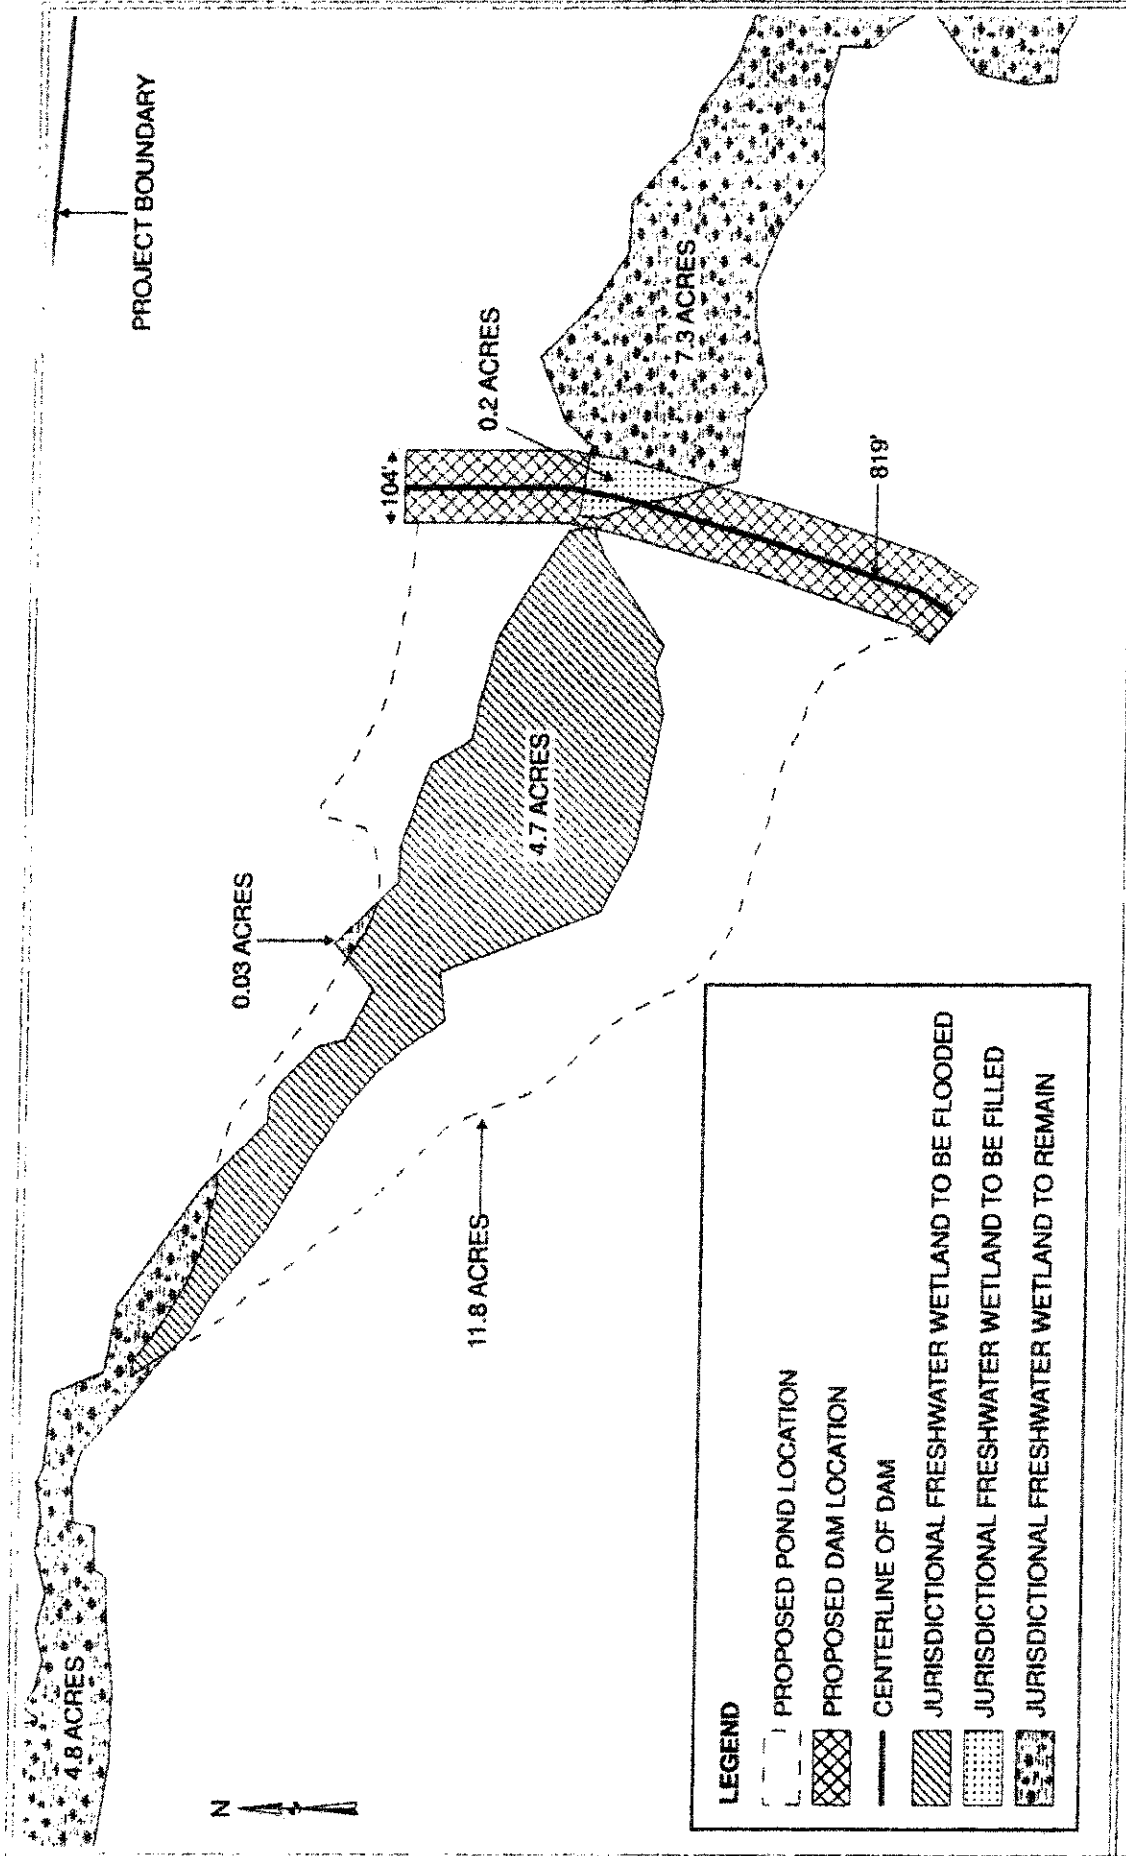 PROJECT BOUNDARY
104'
0.2 ACRES
7.3 ACRES
819'
0.03 ACRES
4.7 ACRES
11.8 ACRES
4.8 ACRES
N
LEGEND
PROPOSED POND LOCATION
PROPOSED DAM LOCATION
CENTERLINE OF DAM
JURISDICTIONAL FRESHWATER WETLAND TO BE FLOODED
JURISDICTIONAL FRESHWATER WETLAND TO BE FILLED
JURISDICTIONAL FRESHWATER WETLAND TO REMAIN